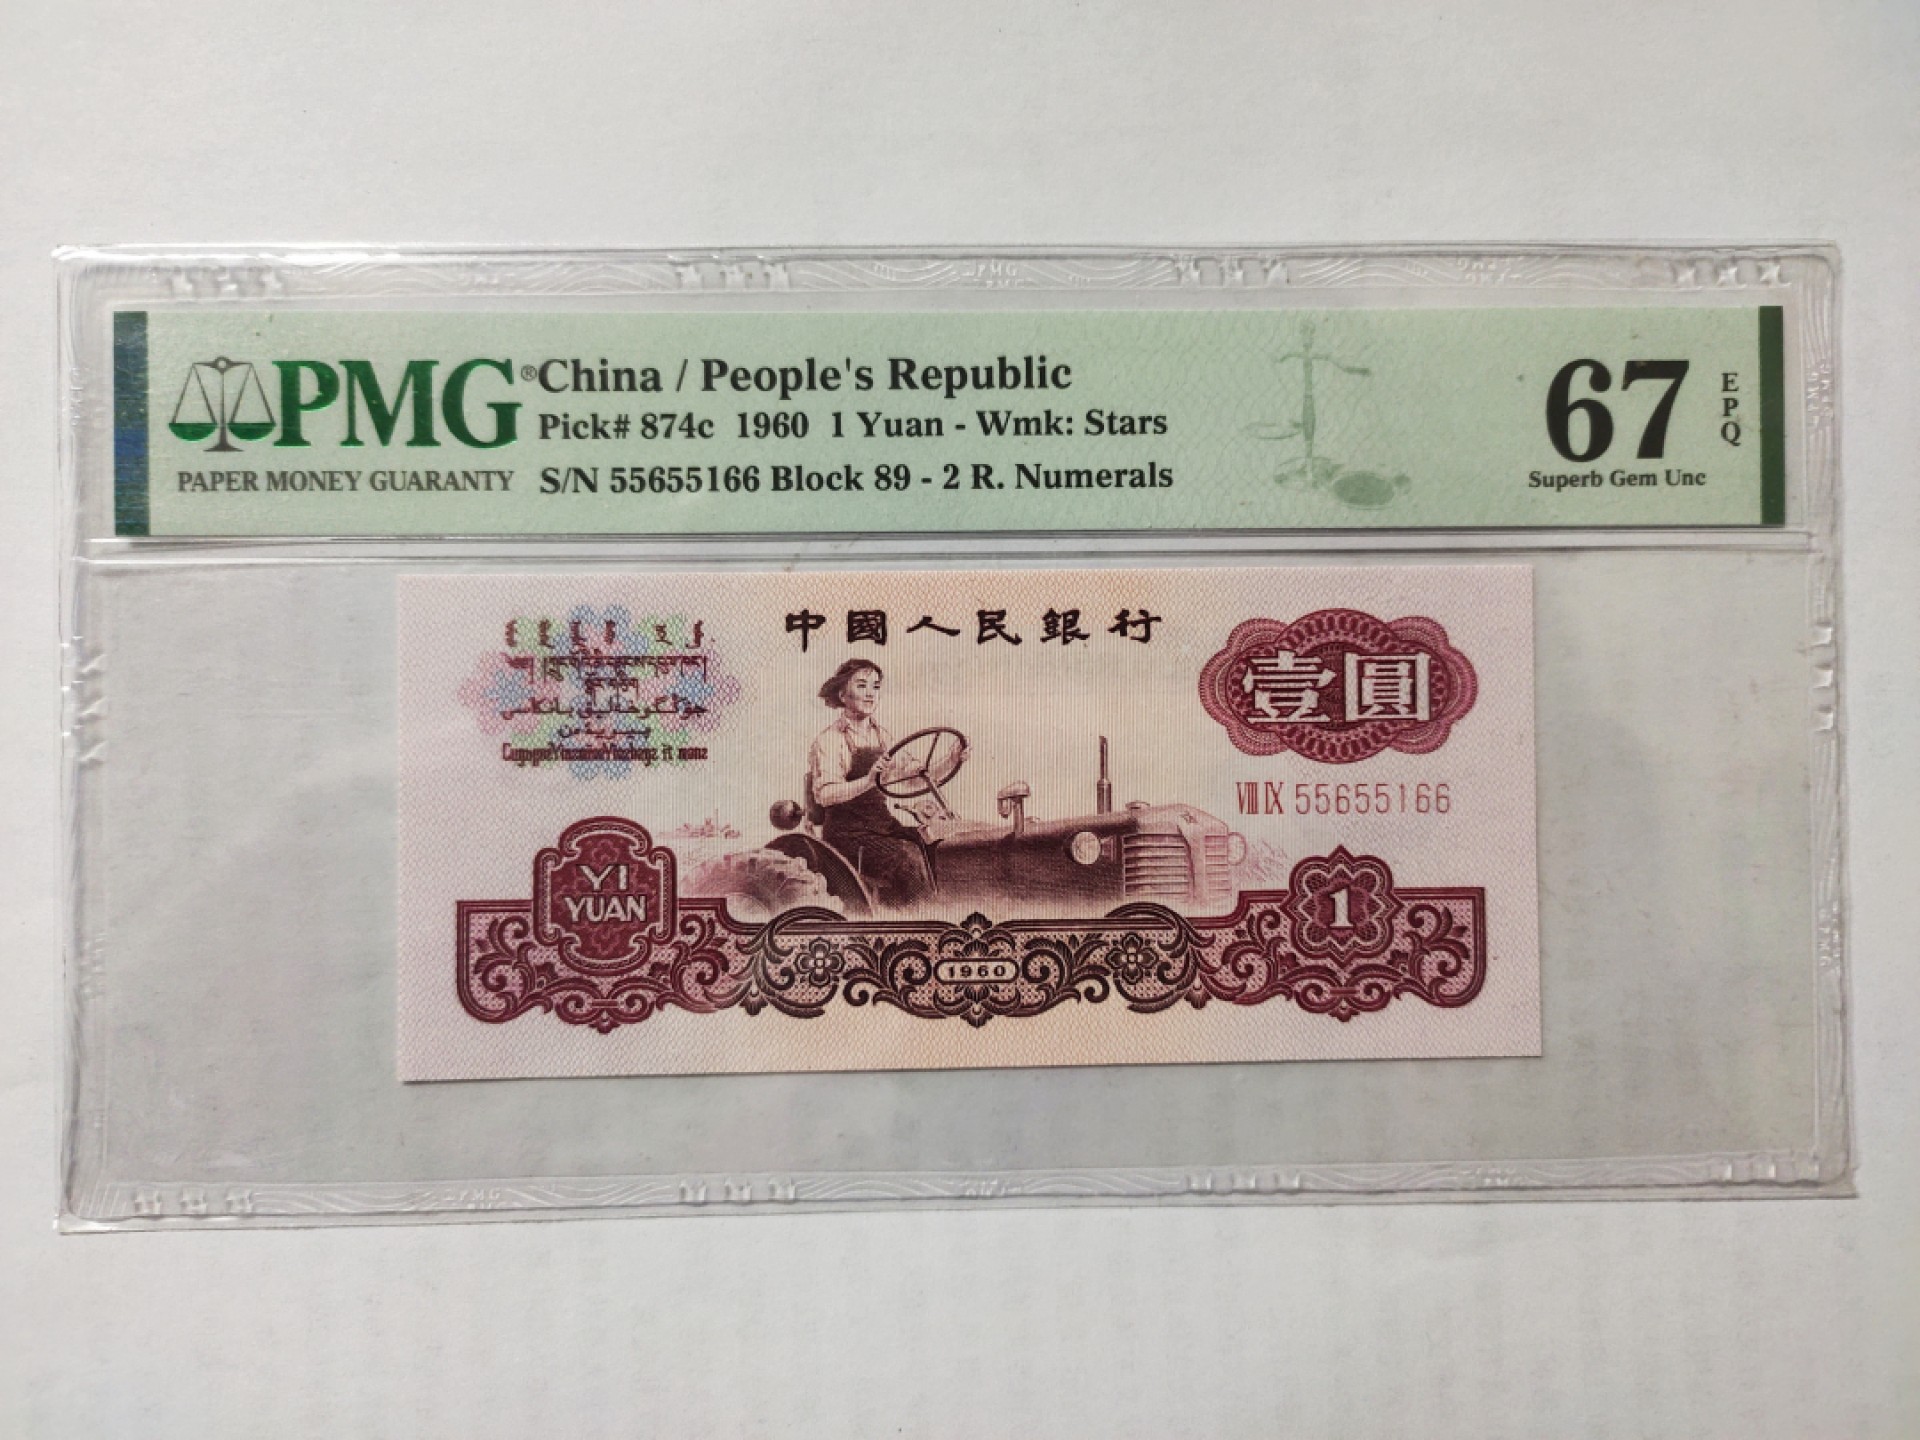 PMG®
PAPER MONEY GUARANTY
China / People's Republic
Pick# 874c 1960 1 Yuan - Wmk: Stars
S/N 55655166 Block 89 - 2 R. Numerals
67
EPQ
Superb Gem Unc
中國人民銀行
壹圓
VIII IX 55655166
YI
YUAN
1960
1